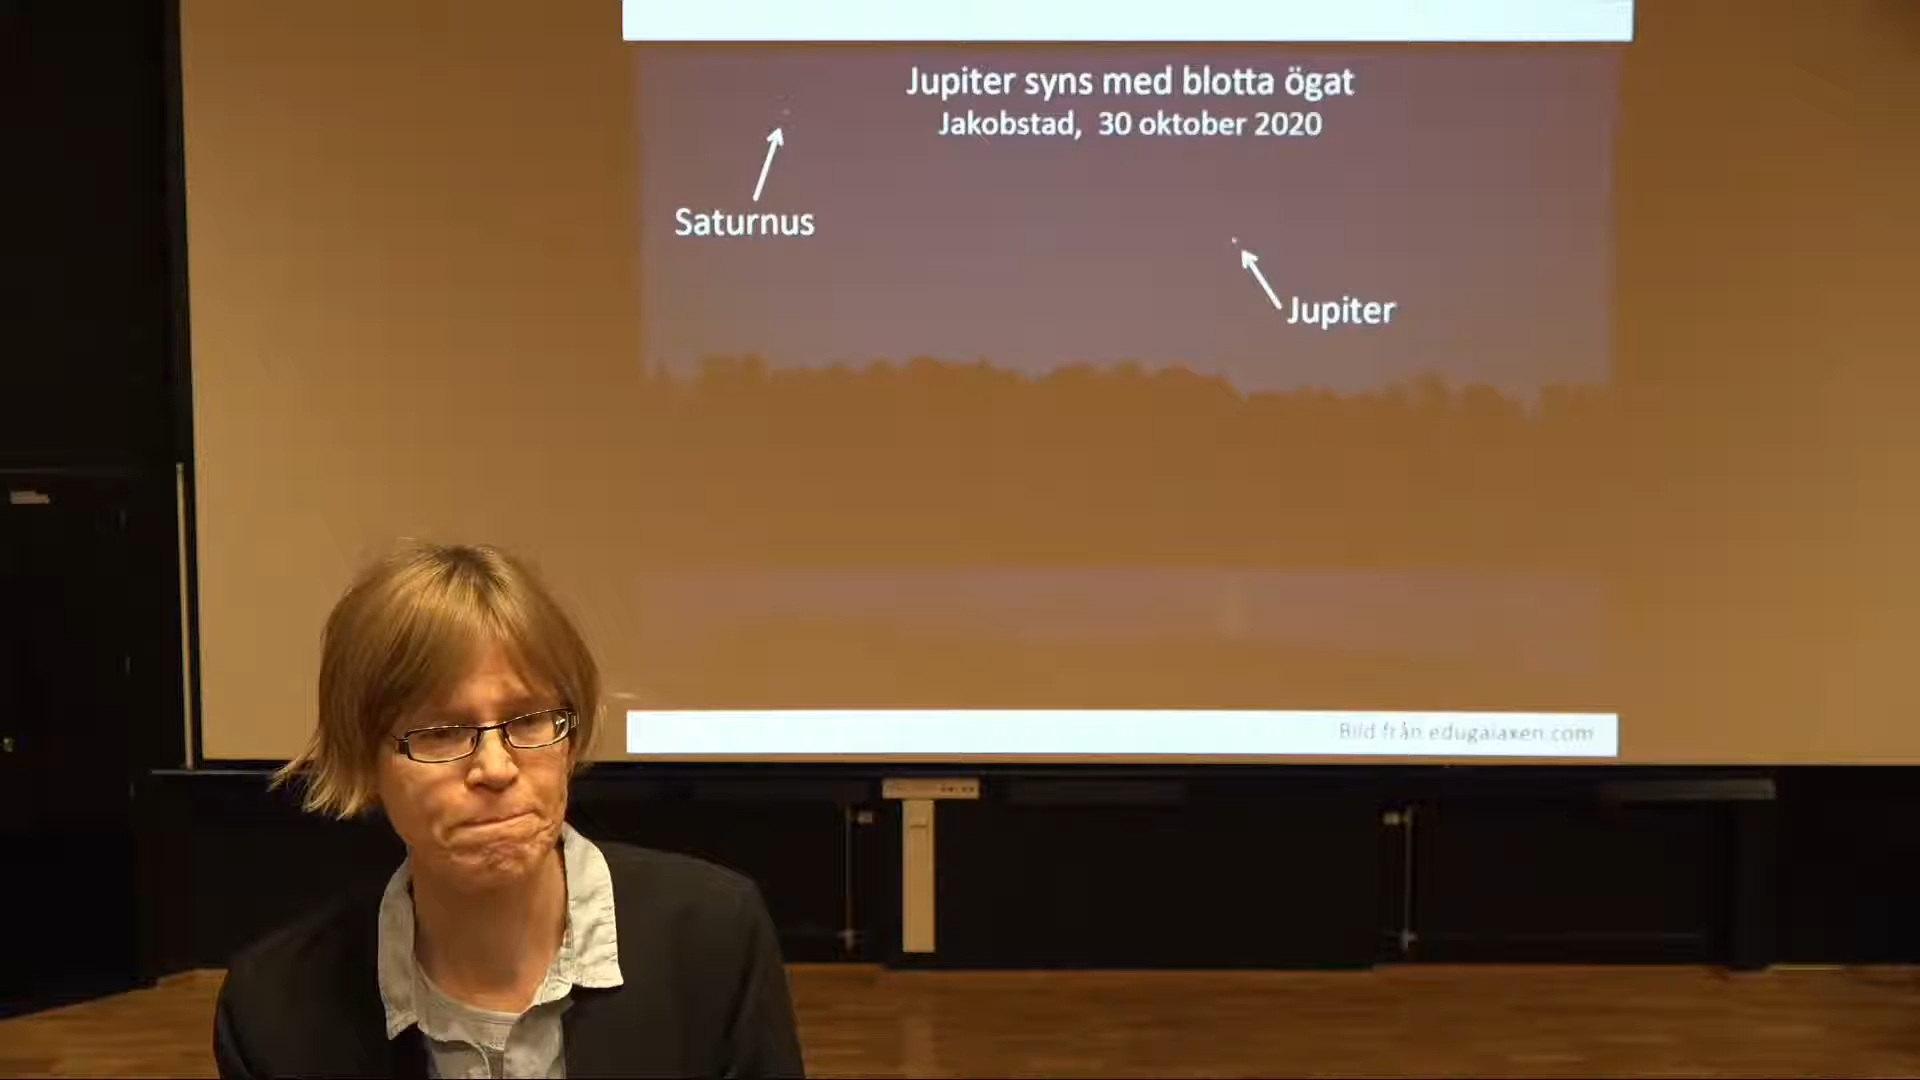 Jupiter syns med blotta ögat
Jakobstad, 30 oktober 2020
Saturnus
Jupiter
Bild från edugalaxen.com